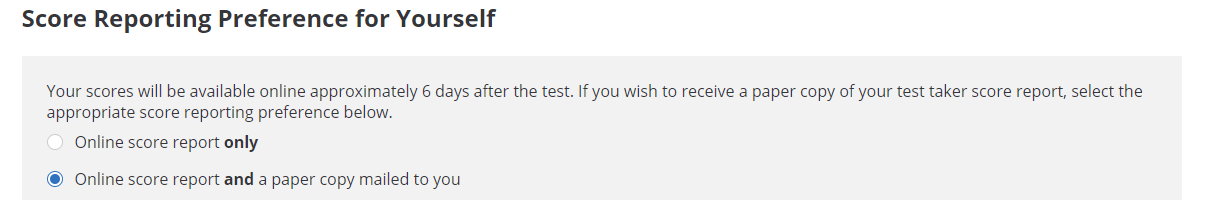 Score Reporting Preference for Yourself
Your scores will be available online approximately 6 days after the test. If you wish to receive a paper copy of your test taker score report, select the
appropriate score reporting preference below.
Online score report only
Online score report and a paper copy mailed to you